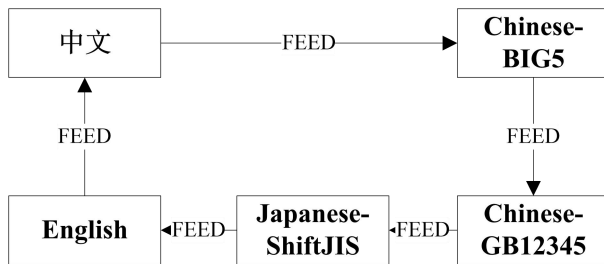 中文
FEED
Chinese-
BIG5
FEED
FEED
English
FEED
Japanese-
ShiftJIS
FEED
Chinese-
GB12345